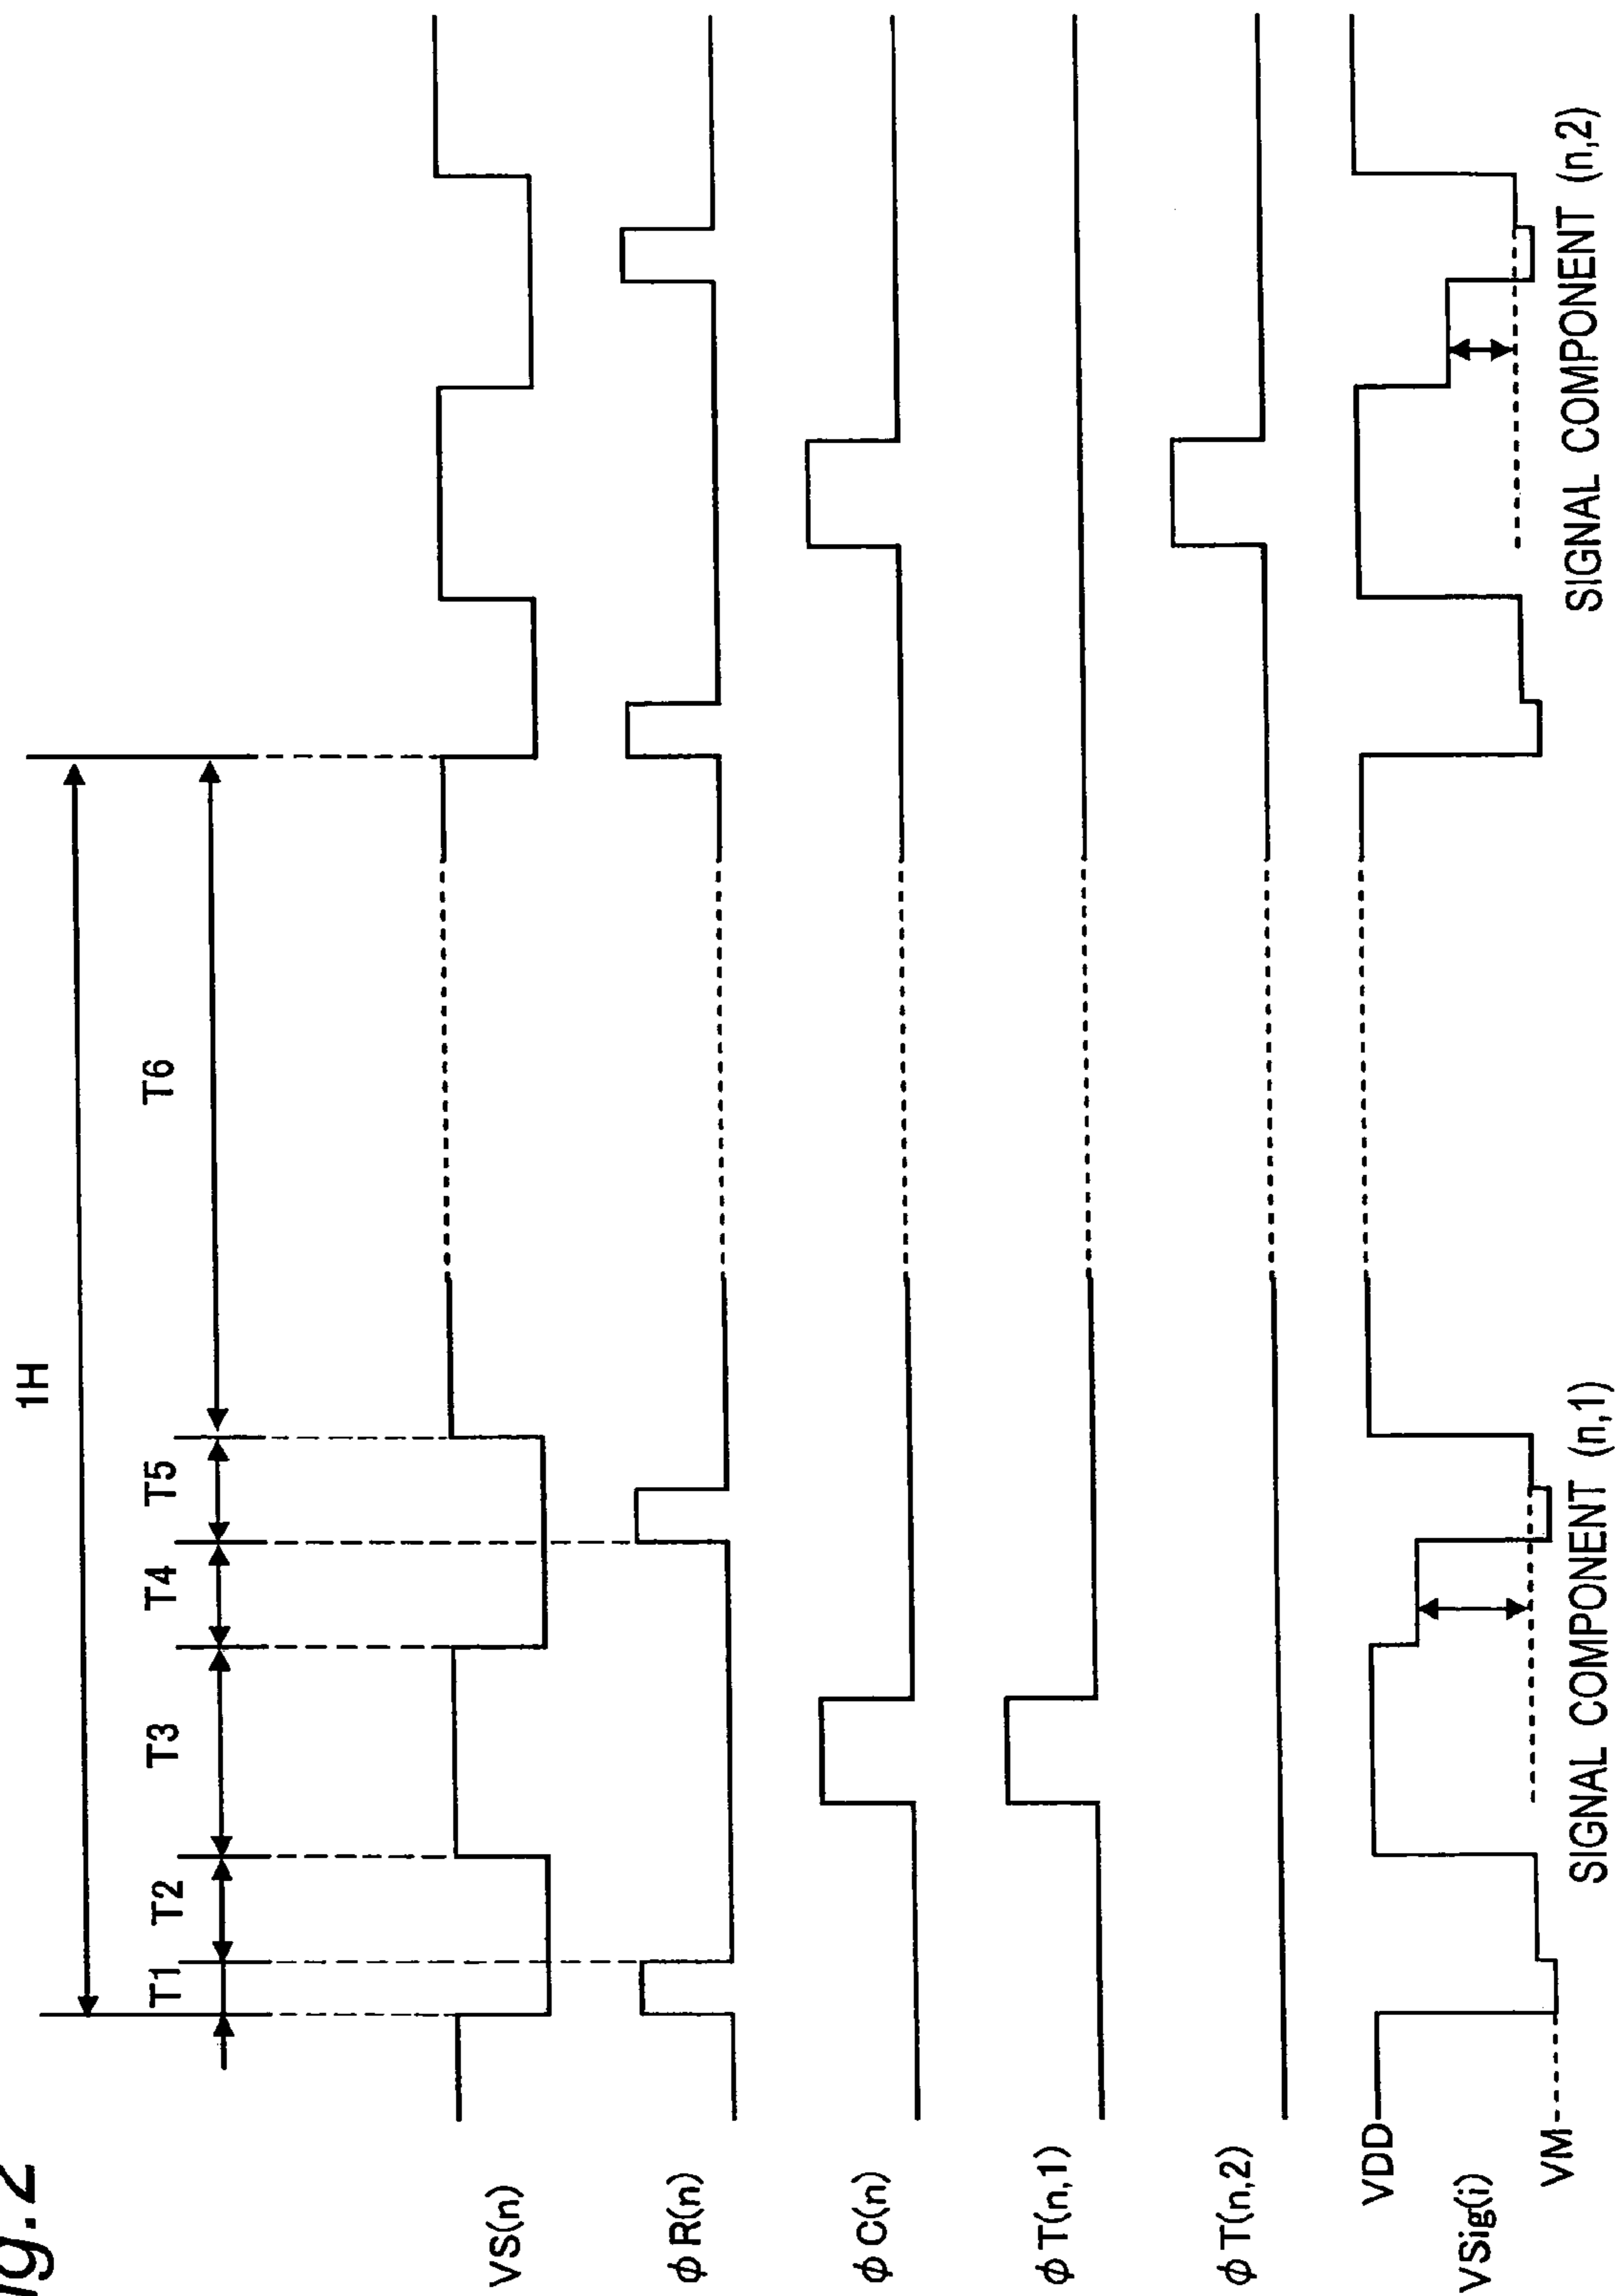 ig.2
1H
T1
T2
T3
T4
T5
T6
VS(n)
ϕR(n)
ϕC(n)
ϕT(n,1)
ϕT(n,2)
VDD
VSig(i)
VM
SIGNAL COMPONENT (n,1)
SIGNAL COMPONENT (n,2)